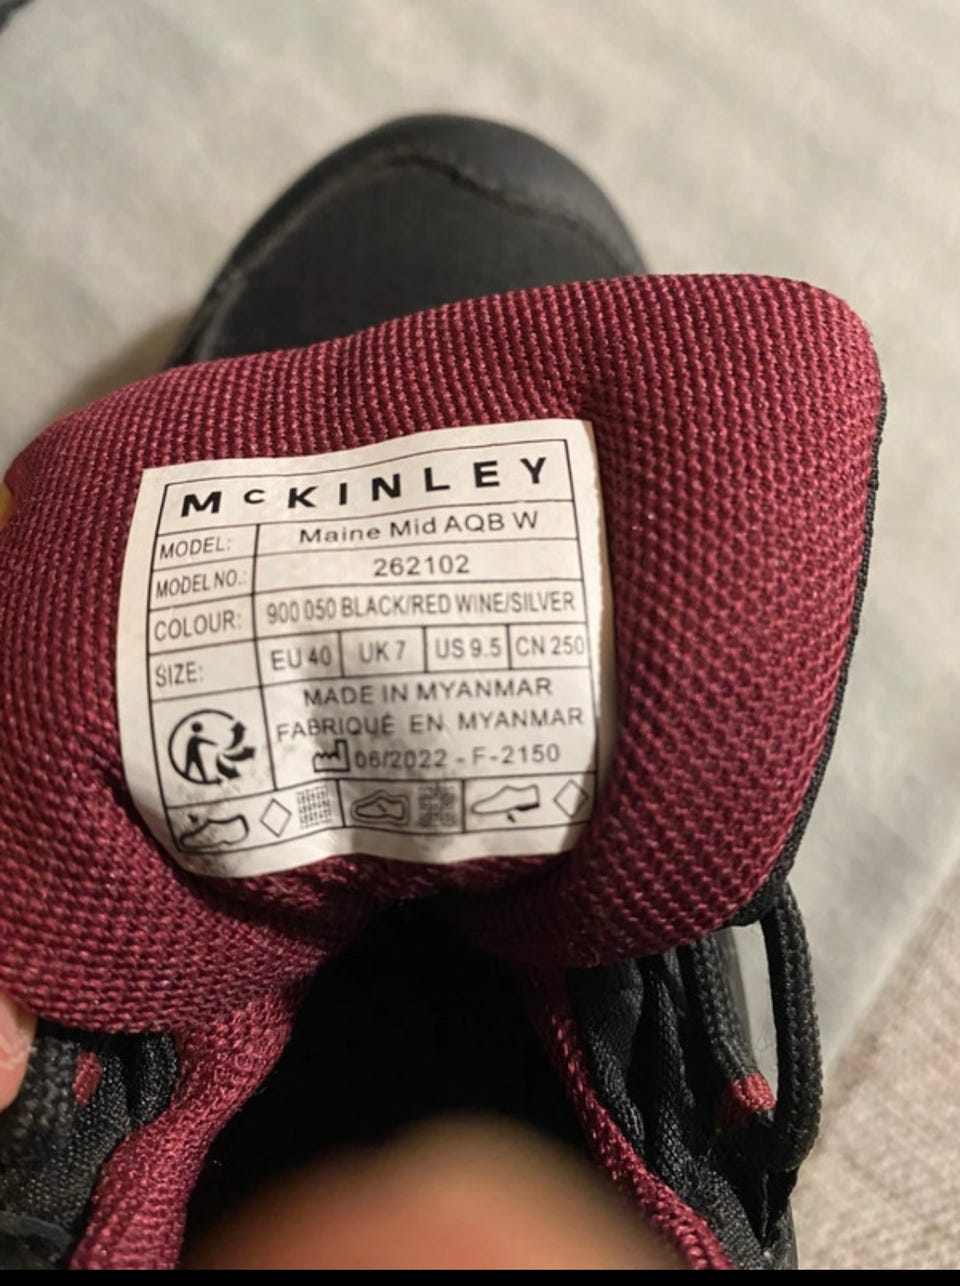 McKINLEY
MODEL: Maine Mid AQB W
MODEL NO.: 262102
COLOUR: 900 050 BLACK/RED WINE/SILVER
SIZE: EU 40 UK 7 US 9.5 CN 250
MADE IN MYANMAR
FABRIQUÉ EN MYANMAR
06/2022 - F-2150